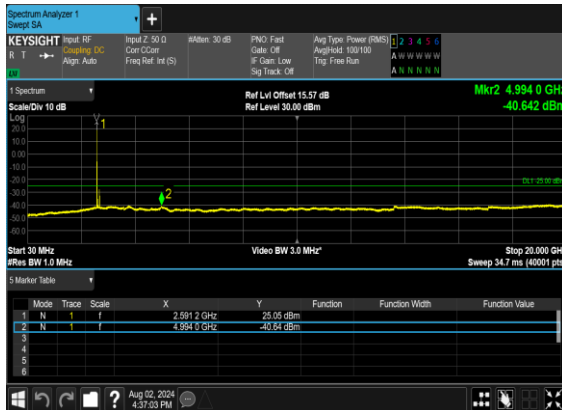 Spectrum Analyzer 1
Swept SA
KEYSIGHT
R T
Input: RF
Coupling: DC
Align: Auto
Input Z: 50 Ω
Corr CCorr
Freq Ref: Int (S)
#Atten: 30 dB
PNO: Fast
Gate: Off
IF Gain: Low
Sig Track: Off
Avg Type: Power (RMS)
Avg|Hold: 100/100
Trig: Free Run
1 2 3 4 5 6
A W W W W W
A N N N N N
1 Spectrum
Scale/Div 10 dB
Ref Lvl Offset 15.57 dB
Ref Level 30.00 dBm
Mkr2 4.994 0 GHz
-40.642 dBm
Log
20.0
10.0
0.00
-10.0
-20.0
-30.0
-40.0
-50.0
-60.0
1
2
DL1 -25.00 dBm
Start 30 MHz
#Res BW 1.0 MHz
Video BW 3.0 MHz*
Stop 20.000 GHz
Sweep 34.7 ms (40001 pts)
5 Marker Table
Mode Trace Scale X Y Function Function Width Function Value
1 N 1 f 2.591 2 GHz 25.05 dBm
2 N 1 f 4.994 0 GHz -40.64 dBm
3
4
5
6
?
Aug 02, 2024
4:37:03 PM